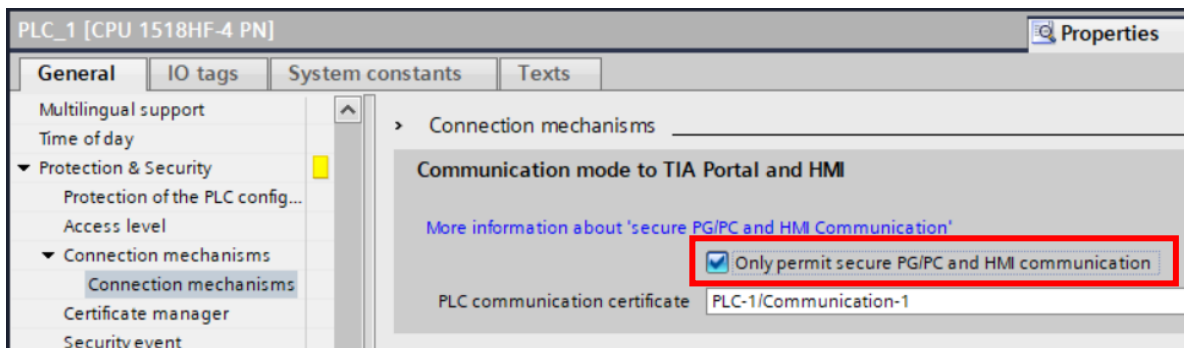 PLC_1 [CPU 1518HF-4 PN]
Properties
General IO tags System constants Texts
Multilingual support
Time of day
Protection & Security
Protection of the PLC config...
Access level
Connection mechanisms
Connection mechanisms
Certificate manager
Security event
Connection mechanisms
Communication mode to TIA Portal and HMI
More information about 'secure PG/PC and HMI Communication'
Only permit secure PG/PC and HMI communication
PLC communication certificate PLC-1/Communication-1